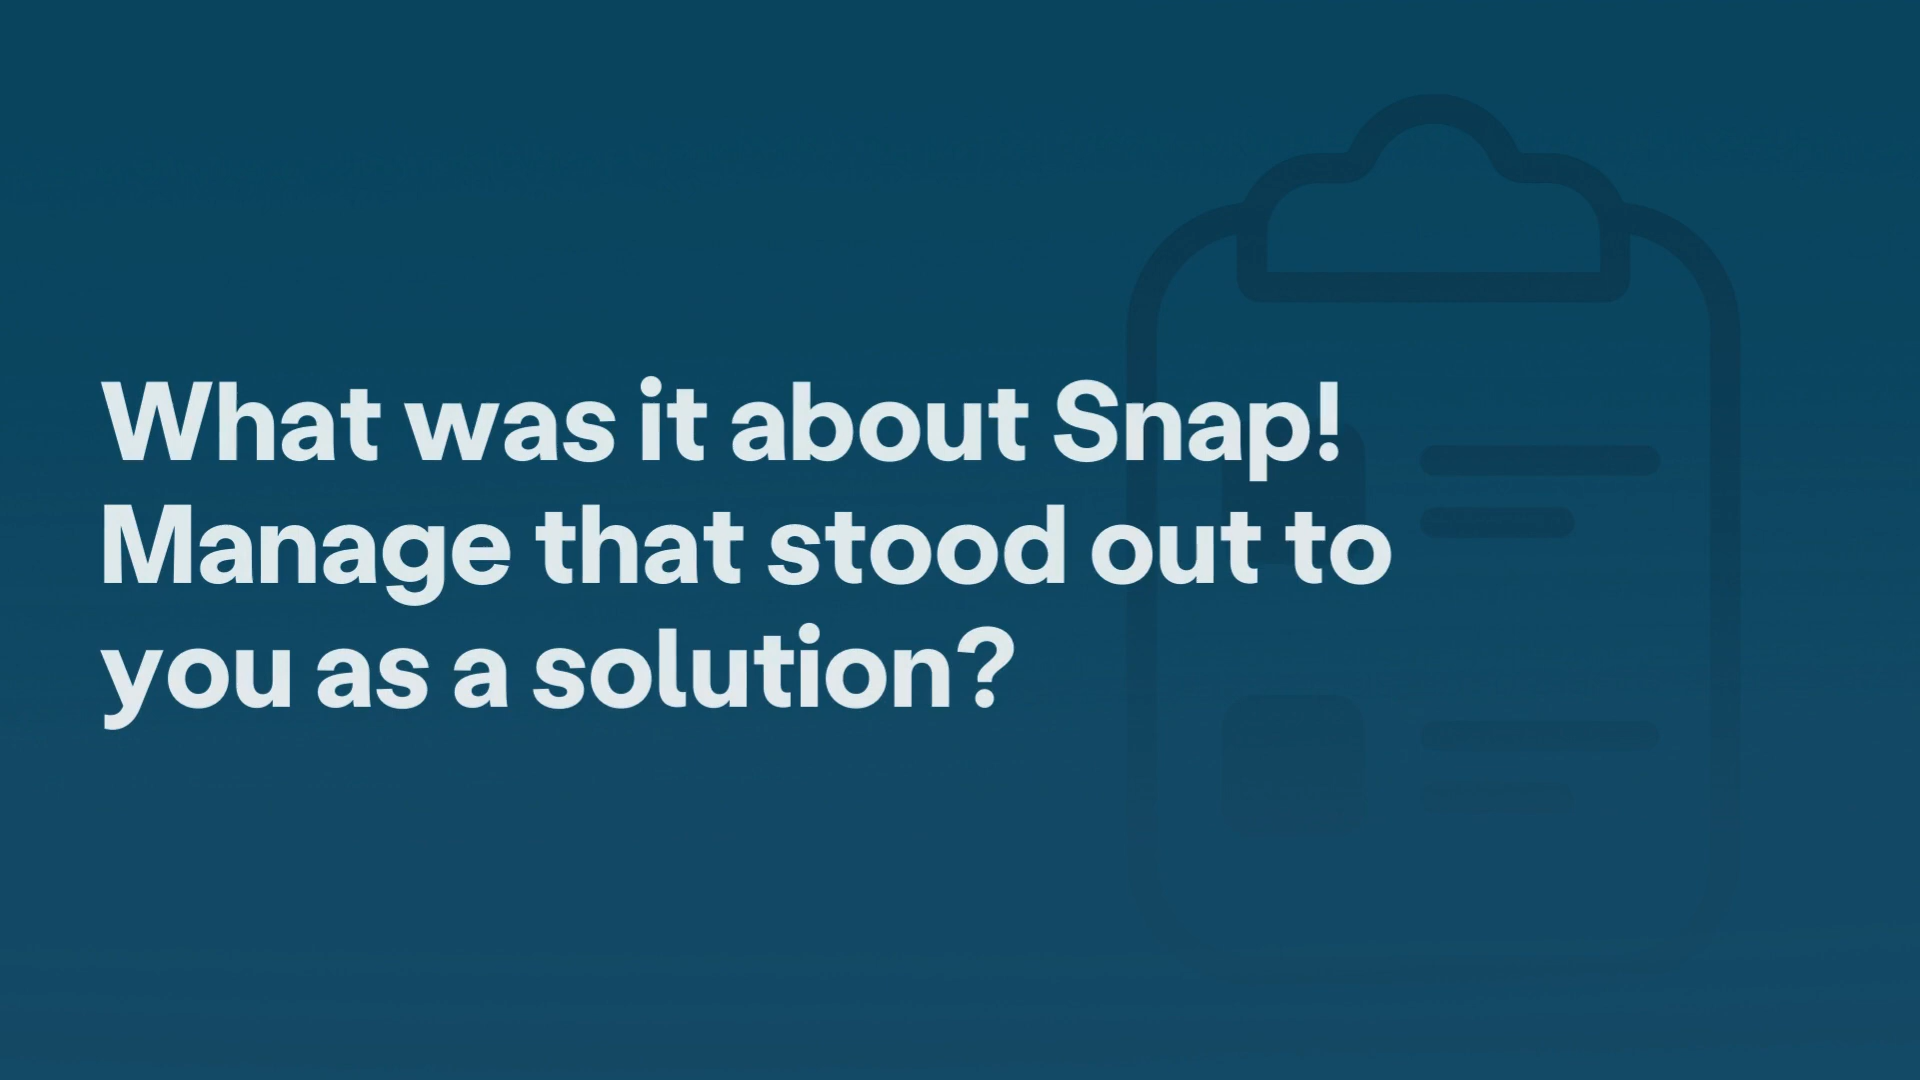 What was it about Snap!
Manage that stood out to
you as a solution?